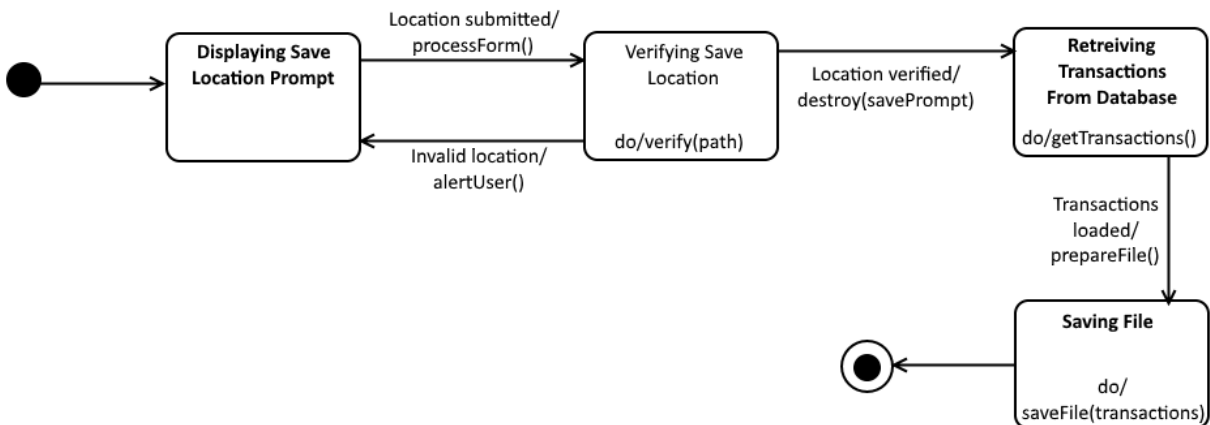 Displaying Save
Location Prompt
Location submitted/
processForm()
Invalid location/
alertUser()
Verifying Save
Location
do/verify(path)
Location verified/
destroy(savePrompt)
Retreiving
Transactions
From Database
do/getTransactions()
Transactions
loaded/
prepareFile()
Saving File
do/
saveFile(transactions)